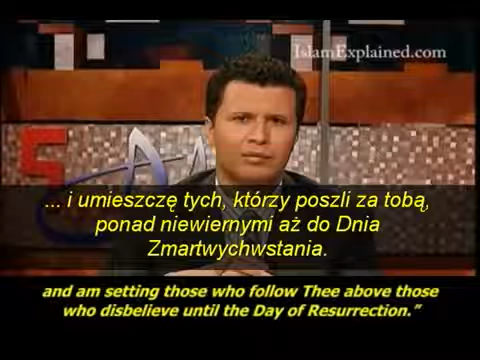 IslamExplained.com
... i umieszczę tych, którzy poszli za tobą,
ponad niewiernymi aż do Dnia
Zmartwychwstania.
and am setting those who follow Thee above those
who disbelieve until the Day of Resurrection.”